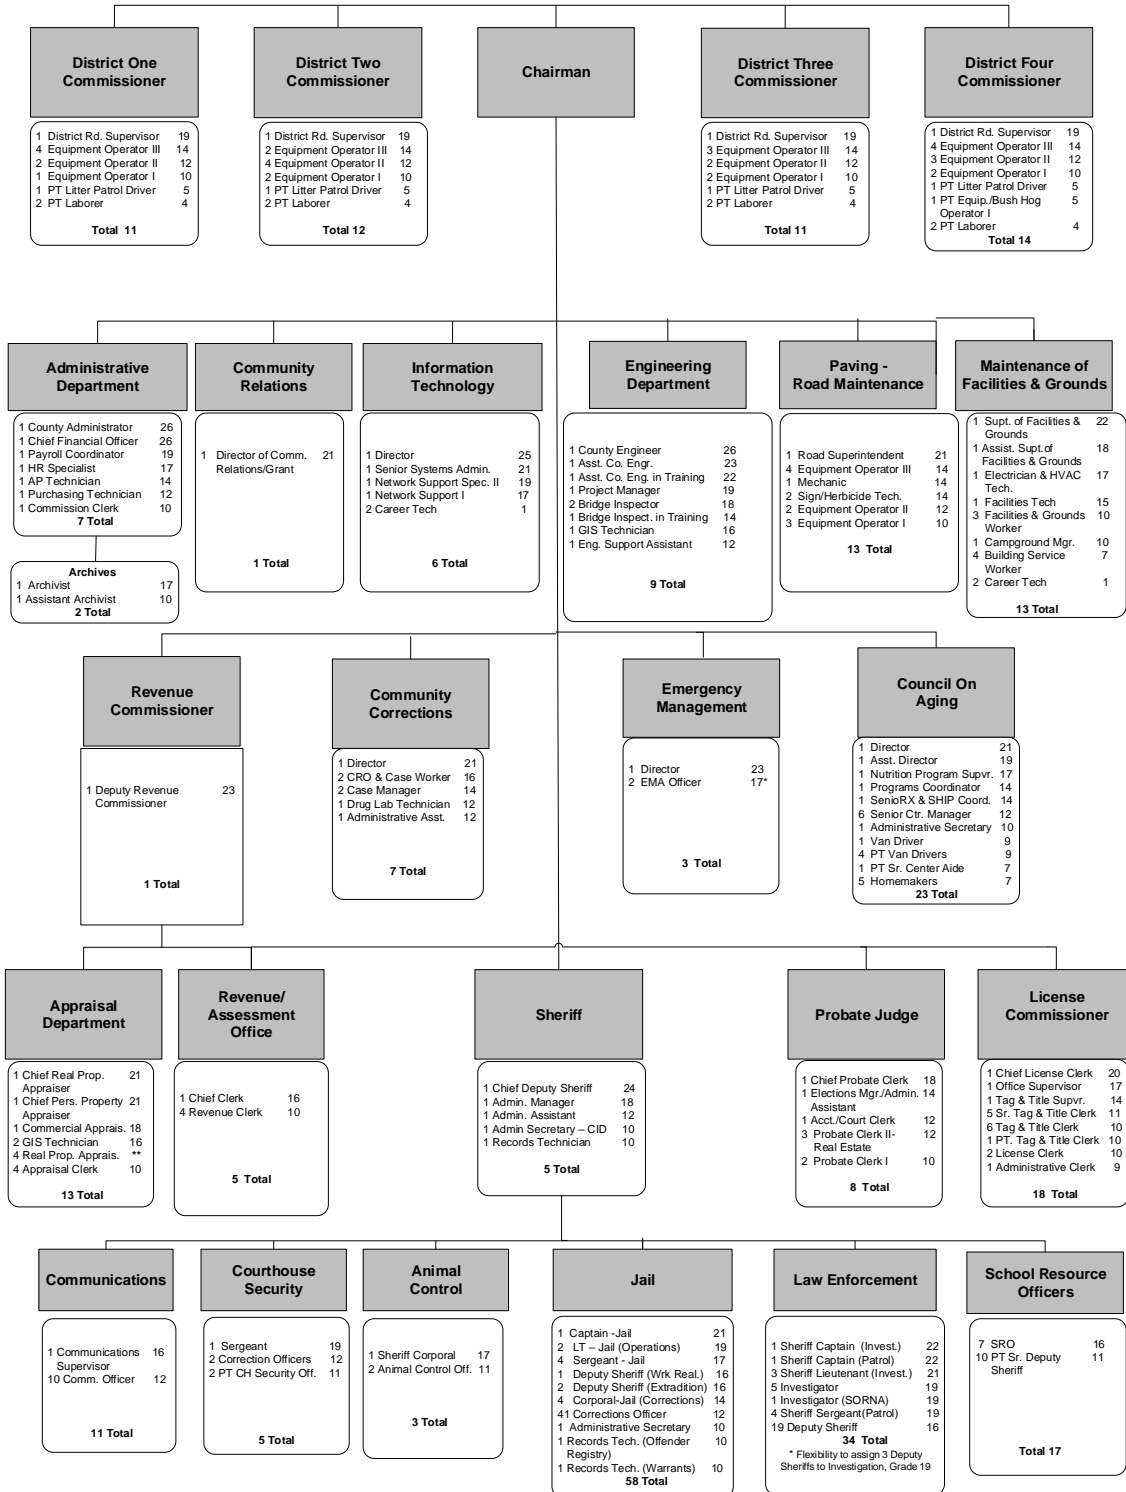 District One
Commissioner
1 District Rd. Supervisor 19
4 Equipment Operator III 14
2 Equipment Operator II 12
1 Equipment Operator I 10
1 PT Litter Patrol Driver 5
2 PT Laborer 4
Total 11
District Two
Commissioner
1 District Rd. Supervisor 19
2 Equipment Operator III 14
4 Equipment Operator II 12
2 Equipment Operator I 10
1 PT Litter Patrol Driver 5
2 PT Laborer 4
Total 12
Chairman
District Three
Commissioner
1 District Rd. Supervisor 19
3 Equipment Operator III 14
2 Equipment Operator II 12
2 Equipment Operator I 10
1 PT Litter Patrol Driver 5
2 PT Laborer 4
Total 11
District Four
Commissioner
1 District Rd. Supervisor 19
4 Equipment Operator III 14
3 Equipment Operator II 12
2 Equipment Operator I 10
1 PT Litter Patrol Driver 5
1 PT Equip./Bush Hog 5
Operator I
2 PT Laborer 4
Total 14
Administrative
Department
1 County Administrator 26
1 Chief Financial Officer 26
1 Payroll Coordinator 19
1 HR Specialist 17
1 AP Technician 14
1 Purchasing Technician 12
1 Commission Clerk 10
7 Total
Archives
1 Archivist 17
1 Assistant Archivist 10
2 Total
Community
Relations
1 Director of Comm. 21
Relations/Grant
1 Total
Information
Technology
1 Director 25
1 Senior Systems Admin. 21
1 Network Support Spec. II 19
1 Network Support I 17
2 Career Tech 1
6 Total
Engineering
Department
1 County Engineer 26
1 Asst. Co. Engr. 23
1 Asst. Co. Eng. in Training 22
1 Project Manager 19
2 Bridge Inspector 18
1 Bridge Inspect. in Training 14
1 GIS Technician 16
1 Eng. Support Assistant 12
9 Total
Paving -
Road Maintenance
1 Road Superintendent 21
4 Equipment Operator III 14
1 Mechanic 14
2 Sign/Herbicide Tech. 14
2 Equipment Operator II 12
3 Equipment Operator I 10
13 Total
Maintenance of
Facilities & Grounds
1 Supt. of Facilities & 22
Grounds
1 Assist. Supt.of 18
Facilities & Grounds
1 Electrician & HVAC 17
Tech.
1 Facilities Tech 15
3 Facilities & Grounds 10
Worker
1 Campground Mgr. 10
4 Building Service 7
Worker
2 Career Tech 1
13 Total
Revenue
Commissioner
1 Deputy Revenue 23
Commissioner
1 Total
Community
Corrections
1 Director 21
2 CRO & Case Worker 16
2 Case Manager 14
1 Drug Lab Technician 12
1 Administrative Asst. 12
7 Total
Emergency
Management
1 Director 23
2 EMA Officer 17*
3 Total
Council On
Aging
1 Director 21
1 Asst. Director 19
1 Nutrition Program Supvr. 17
1 Programs Coordinator 14
1 SenioRX & SHIP Coord. 14
6 Senior Ctr. Manager 12
1 Administrative Secretary 10
1 Van Driver 9
4 PT Van Drivers 9
1 PT Sr. Center Aide 7
5 Homemakers 7
23 Total
Appraisal
Department
1 Chief Real Prop. 21
Appraiser
1 Chief Pers. Property 21
Appraiser
1 Commercial Apprais. 18
2 GIS Technician 16
4 Real Prop. Apprais. **
4 Appraisal Clerk 10
13 Total
Revenue/
Assessment
Office
1 Chief Clerk 16
4 Revenue Clerk 10
5 Total
Sheriff
1 Chief Deputy Sheriff 24
1 Admin. Manager 18
1 Admin. Assistant 12
1 Admin Secretary – CID 10
1 Records Technician 10
5 Total
Probate Judge
1 Chief Probate Clerk 18
1 Elections Mgr./Admin. 14
Assistant
1 Acct./Court Clerk 12
3 Probate Clerk II- 12
Real Estate
2 Probate Clerk I 10
8 Total
License
Commissioner
1 Chief License Clerk 20
1 Office Supervisor 17
1 Tag & Title Supvr. 14
5 Sr. Tag & Title Clerk 11
6 Tag & Title Clerk 10
1 PT. Tag & Title Clerk 10
2 License Clerk 10
1 Administrative Clerk 9
18 Total
Communications
1 Communications 16
Supervisor
10 Comm. Officer 12
11 Total
Courthouse
Security
1 Sergeant 19
2 Correction Officers 12
2 PT CH Security Off. 11
5 Total
Animal
Control
1 Sheriff Corporal 17
2 Animal Control Off. 11
3 Total
Jail
1 Captain -Jail 21
2 LT – Jail (Operations) 19
4 Sergeant - Jail 17
1 Deputy Sheriff (Wrk Real.) 16
2 Deputy Sheriff (Extradition) 16
4 Corporal-Jail (Corrections) 14
41 Corrections Officer 12
1 Administrative Secretary 10
1 Records Tech. (Offender 10
Registry)
1 Records Tech. (Warrants) 10
58 Total
Law Enforcement
1 Sheriff Captain (Invest.) 22
1 Sheriff Captain (Patrol) 22
3 Sheriff Lieutenant (Invest.) 21
5 Investigator 19
1 Investigator (SORNA) 19
4 Sheriff Sergeant(Patrol) 19
19 Deputy Sheriff 16
34 Total
* Flexibility to assign 3 Deputy
Sheriffs to Investigation, Grade 19
School Resource
Officers
7 SRO 16
10 PT Sr. Deputy 11
Sheriff
Total 17